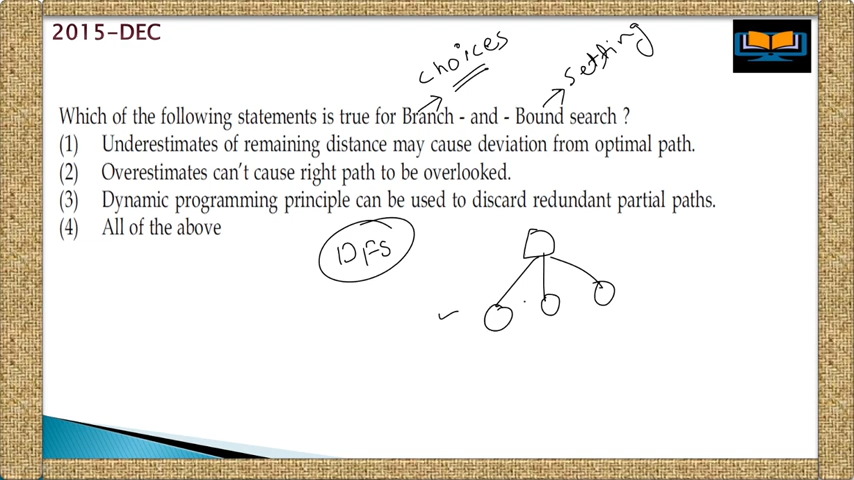 2015-DEC
choices
setting
Which of the following statements is true for Branch - and - Bound search ?
(1) Underestimates of remaining distance may cause deviation from optimal path.
(2) Overestimates can't cause right path to be overlooked.
(3) Dynamic programming principle can be used to discard redundant partial paths.
(4) All of the above
DFS